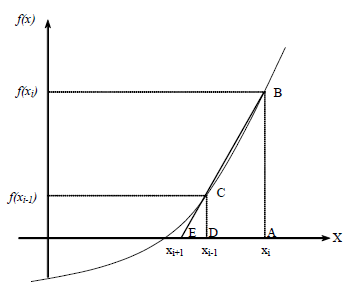 f(x)
f(xi)
B
f(xi-1)
C
E D A X
xi+1 xi-1 xi